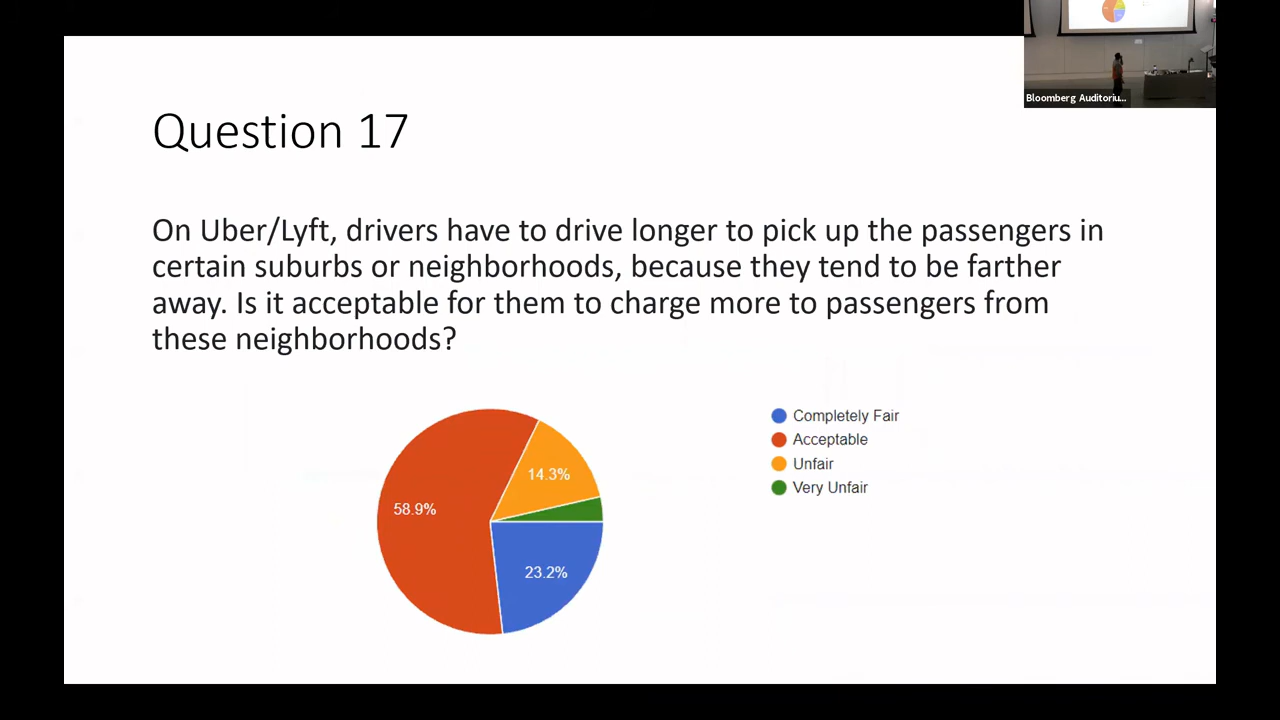 Bloomberg Auditoriu...
Question 17
On Uber/Lyft, drivers have to drive longer to pick up the passengers in
certain suburbs or neighborhoods, because they tend to be farther
away. Is it acceptable for them to charge more to passengers from
these neighborhoods?
Completely Fair
Acceptable
Unfair
Very Unfair
14.3%
58.9%
23.2%